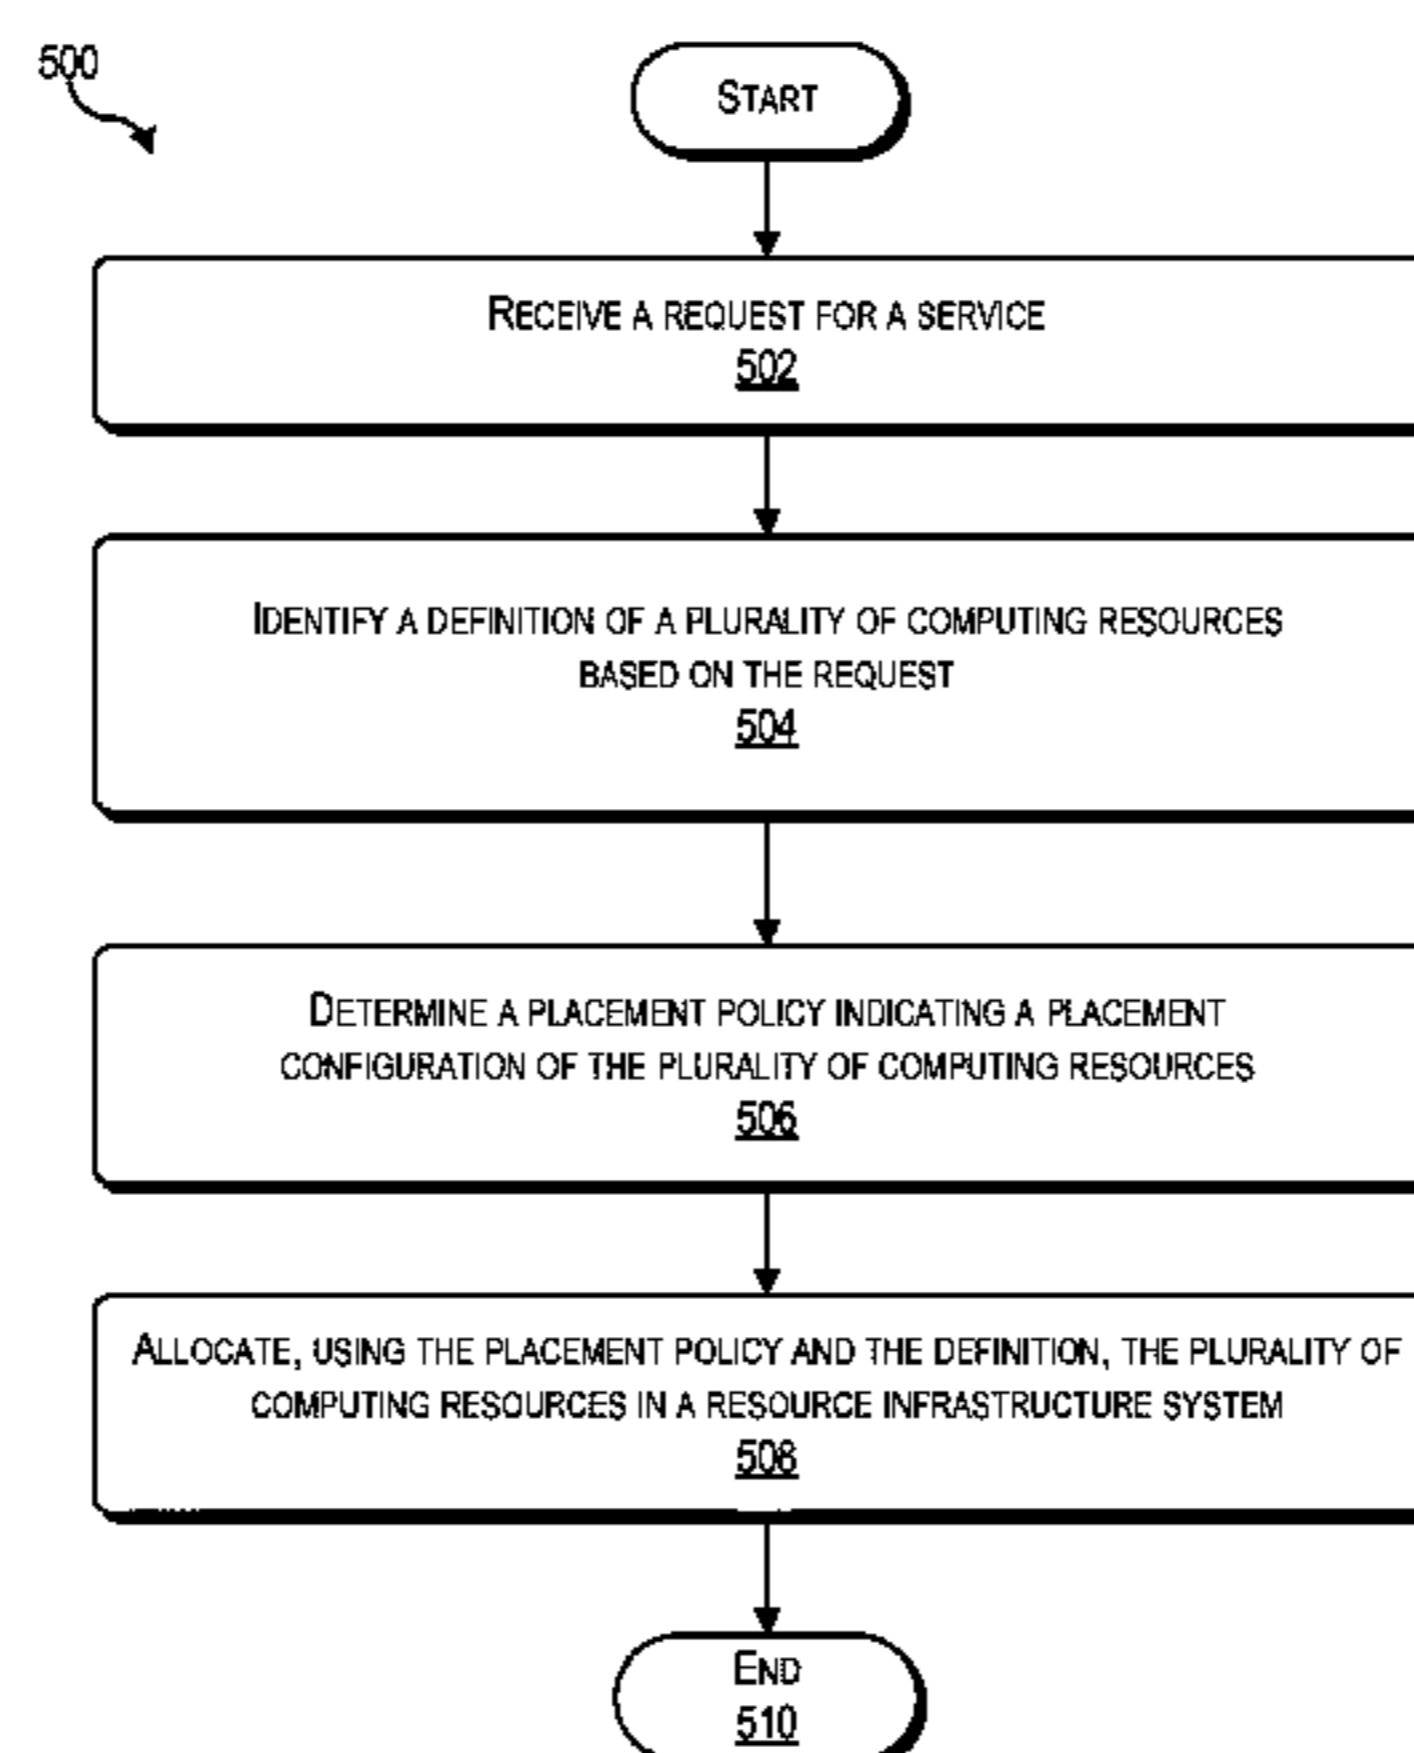 500
START
RECEIVE A REQUEST FOR A SERVICE
502
IDENTIFY A DEFINITION OF A PLURALITY OF COMPUTING RESOURCES
BASED ON THE REQUEST
504
DETERMINE A PLACEMENT POLICY INDICATING A PLACEMENT
CONFIGURATION OF THE PLURALITY OF COMPUTING RESOURCES
506
ALLOCATE, USING THE PLACEMENT POLICY AND THE DEFINITION, THE PLURALITY OF
COMPUTING RESOURCES IN A RESOURCE INFRASTRUCTURE SYSTEM
508
END
510